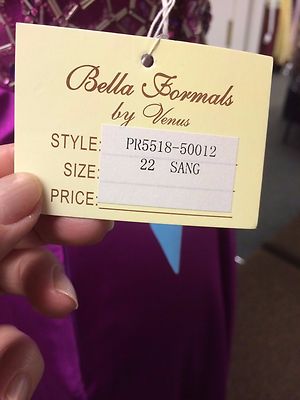 Bella Formals
by Venus
STYLE: PR5518-50012
SIZE: 22 SANG
PRICE: